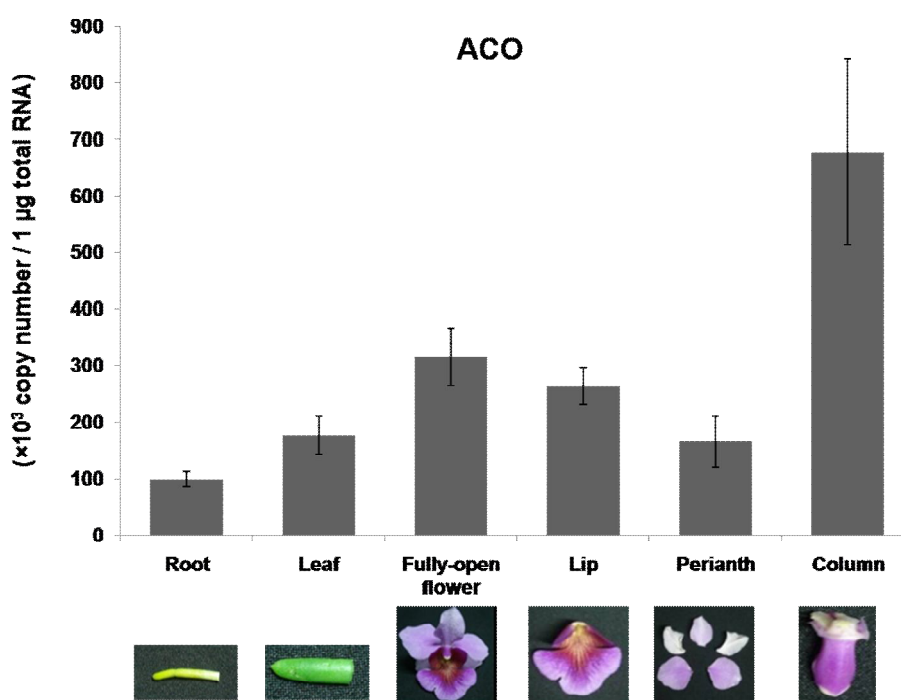 ACO
(×10³ copy number / 1 µg total RNA)
900
800
700
600
500
400
300
200
100
0
Root
Leaf
Fully-open
flower
Lip
Perianth
Column